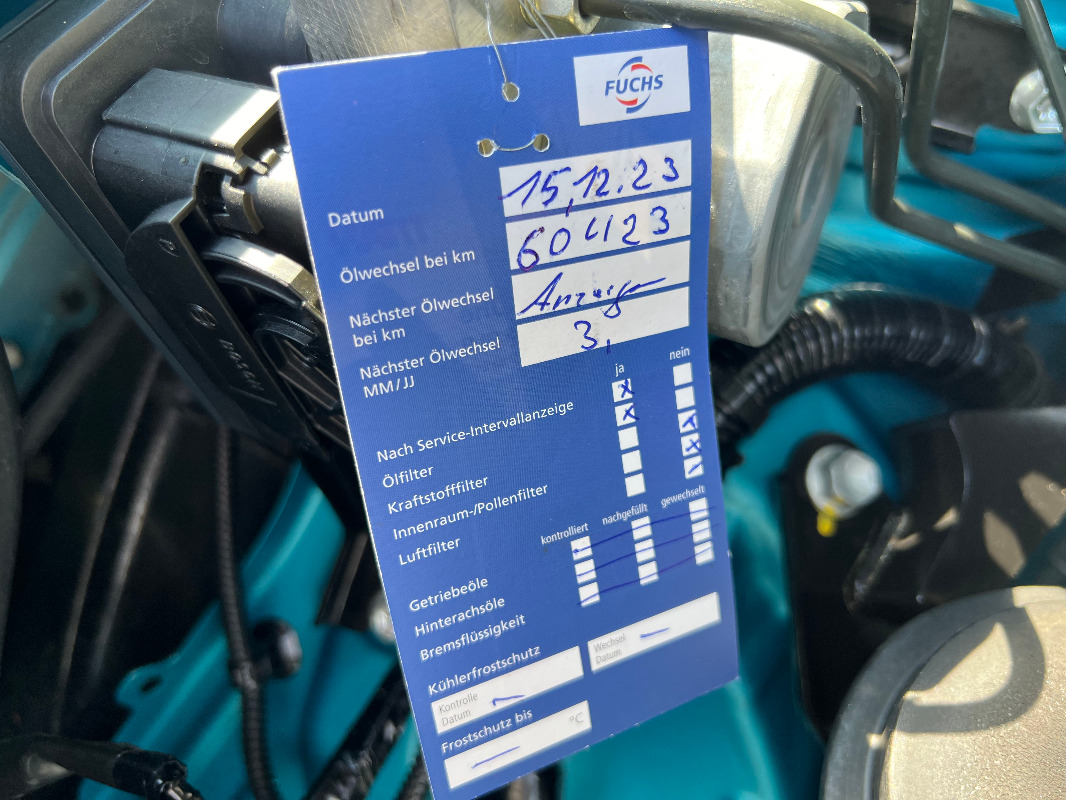 FUCHS
Datum 15.12.23
Ölwechsel bei km 60423
Nächster Ölwechsel
bei km Anzeige
Nächster Ölwechsel
MM/JJ 3,
ja nein
Nach Service-Intervallanzeige x
Ölfilter x
Kraftstofffilter x
Innenraum-/Pollenfilter x
Luftfilter
kontrolliert nachgefüllt gewechselt
Getriebeöle
Hinterachsöle
Bremsflüssigkeit
Kühlerfrostschutz
Kontrolle
Datum –
Wechsel
Datum –
Frostschutz bis
– °C
BOSCH